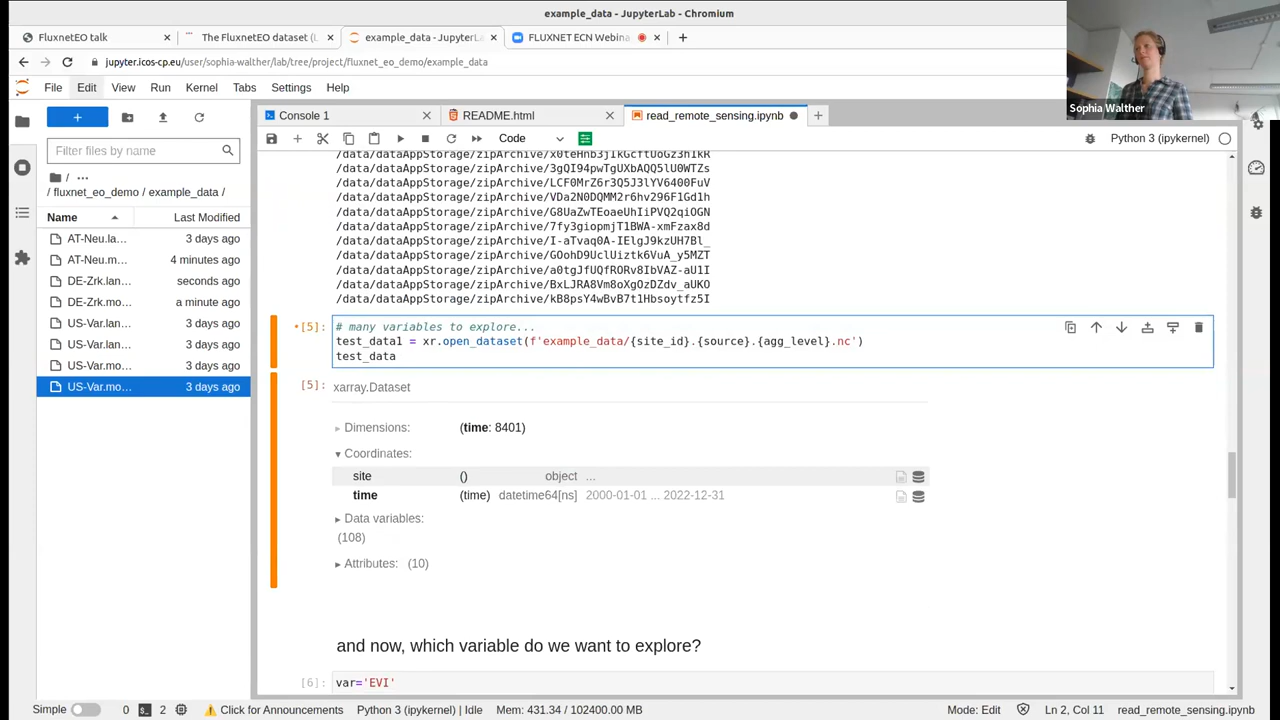 example_data - JupyterLab - Chromium
FluxnetEO talk
The FluxnetEO dataset (L
example_data - JupyterLa
FLUXNET ECN Webina
jupyter.icos-cp.eu/user/sophia-walther/lab/tree/project/fluxnet_eo_demo/example_data
Sophia Walther
File Edit View Run Kernel Tabs Settings Help
Console 1
README.html
read_remote_sensing.ipynb
Code
Python 3 (ipykernel)
Filter files by name
/ ···
/ fluxnet_eo_demo / example_data /
Name
Last Modified
AT-Neu.la… 3 days ago
AT-Neu.m… 4 minutes ago
DE-Zrk.lan… seconds ago
DE-Zrk.mo… a minute ago
US-Var.lan… 3 days ago
US-Var.lan… 3 days ago
US-Var.mo… 3 days ago
US-Var.mo… 3 days ago
/data/dataAppStorage/zipArchive/x0teHnb3jIkGcftUoGz3hIkR
/data/dataAppStorage/zipArchive/3gQI94pwTgUXbAQQ5lU0WTZs
/data/dataAppStorage/zipArchive/LCF0MrZ6r3Q5J3lYV6400FuV
/data/dataAppStorage/zipArchive/VDa2N0DQMM2r6hv296F1Gd1h
/data/dataAppStorage/zipArchive/G8UaZwTEoaeUhIiPVQ2qiOGN
/data/dataAppStorage/zipArchive/7fy3giopmjT1BWA-xmFzax8d
/data/dataAppStorage/zipArchive/I-aTvaq0A-IElgJ9kzUH7Bl_
/data/dataAppStorage/zipArchive/GOohD9UclUiztk6VuA_y5MZT
/data/dataAppStorage/zipArchive/a0tgJfUQfRORv8IbVAZ-aU1I
/data/dataAppStorage/zipArchive/BxLJRA8Vm8oXgOzDZdv_aUKO
/data/dataAppStorage/zipArchive/kB8psY4wBvB7t1Hbsoytfz5I
[5]:
# many variables to explore...
test_data1 = xr.open_dataset(f'example_data/{site_id}.{source}.{agg_level}.nc')
test_data
[5]:
xarray.Dataset
Dimensions: (time: 8401)
Coordinates:
site () object ...
time (time) datetime64[ns] 2000-01-01 ... 2022-12-31
Data variables:
(108)
Attributes: (10)
and now, which variable do we want to explore?
[6]:
var='EVI'
Simple 0 2 Click for Announcements Python 3 (ipykernel) | Idle Mem: 431.34 / 102400.00 MB Mode: Edit Ln 2, Col 11 read_remote_sensing.ipynb